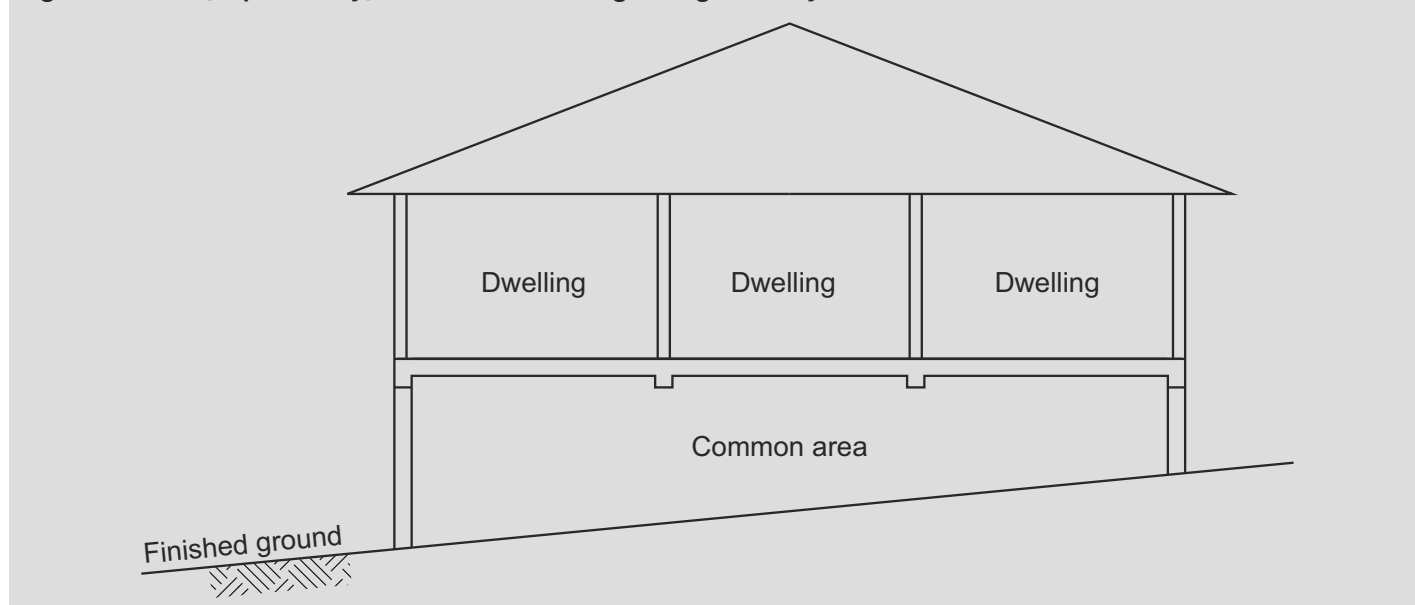 Dwelling
Dwelling
Dwelling
Common area
Finished ground